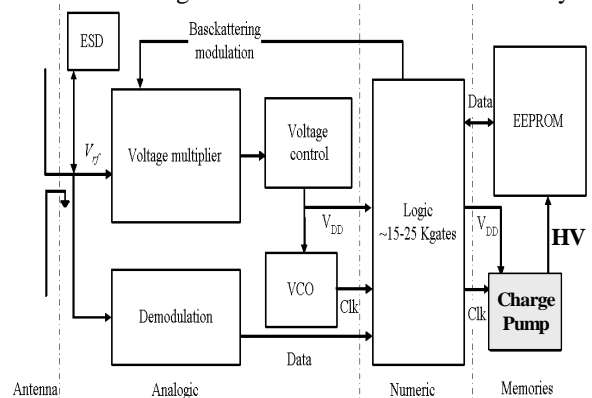 ESD
Basckattering
modulation
Data
EEPROM
Vrf
Voltage multiplier
Voltage
control
Logic
~15-25 Kgates
VDD
VDD
HV
VCO
Clk
Clk
Charge
Pump
Demodulation
Data
Antenna
Analogic
Numeric
Memories